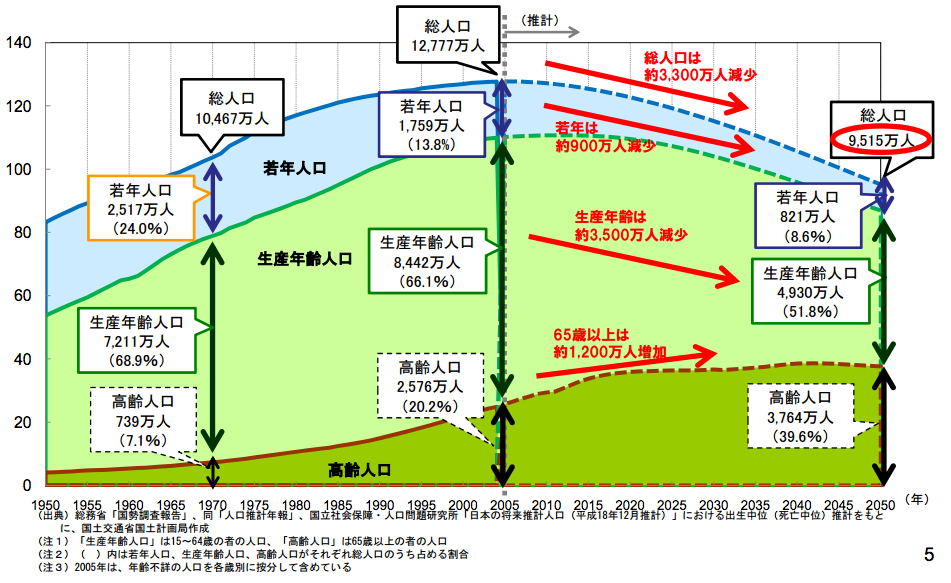 総人口
12,777万人
(推計)
140
120
100
80
60
40
20
0
総人口は
約3,300万人減少
総人口
10,467万人
若年人口
1,759万人
(13.8%)
若年は
約900万人減少
総人口
9,515万人
若年人口
若年人口
2,517万人
(24.0%)
若年人口
821万人
(8.6%)
生産年齢は
約3,500万人減少
生産年齢人口
生産年齢人口
8,442万人
(66.1%)
生産年齢人口
4,930万人
(51.8%)
生産年齢人口
7,211万人
(68.9%)
65歳以上は
約1,200万人増加
高齢人口
2,576万人
(20.2%)
高齢人口
739万人
(7.1%)
高齢人口
3,764万人
(39.6%)
高齢人口
1950 1955 1960 1965 1970 1975 1980 1985 1990 1995 2000 2005 2010 2015 2020 2025 2030 2035 2040 2045 2050 (年)
(出典)総務省「国勢調査報告」、同「人口推計年報」、国立社会保障・人口問題研究所「日本の将来推計人口(平成18年12月推計)」における出生中位(死亡中位)推計をもと
に、国土交通省国土計画局作成
(注1)「生産年齢人口」は15~64歳の者の人口、「高齢人口」は65歳以上の者の人口
(注2)( )内は若年人口、生産年齢人口、高齢人口がそれぞれ総人口のうち占める割合
(注3)2005年は、年齢不詳の人口を各歳別に按分して含めている
5